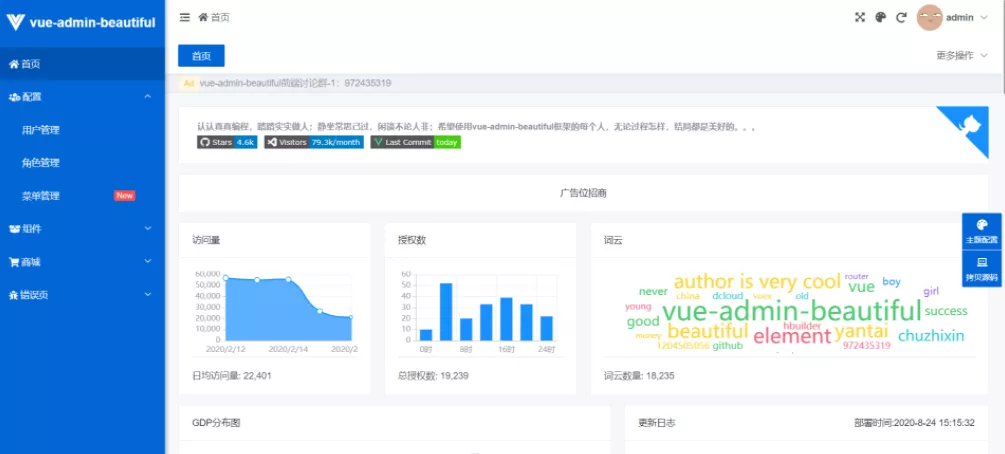 vue-admin-beautiful
首页
admin
首页
配置
用户管理
角色管理
菜单管理 New
组件
商城
错误页
首页
更多操作
Ad vue-admin-beautiful前端讨论群-1：972435319
认认真真编程，踏踏实实做人；静坐常思己过，闲谈不论人非；希望使用vue-admin-beautiful框架的每个人，无论过程怎样，结局都是美好的。。。
Stars 4.6k Visitors 79.3k/month Last Commit today
广告位招商
访问量
60,000
50,000
40,000
30,000
20,000
10,000
0
2020/2/12 2020/2/14 2020/2
日均访问量: 22,401
授权数
60
50
40
30
20
10
0
0时 8时 16时 24时
总授权数: 19,239
词云
author is very cool
router
vue
boy
never
china
dcloud
vuex
old
girl
young
vue-admin-beautiful
success
good
beautiful
hbuilder
element
yantai
chuzhixin
money
1204505056
github
972435319
词云数量: 18,235
主题配置
拷贝源码
GDP分布图
更新日志 部署时间:2020-8-24 15:15:32